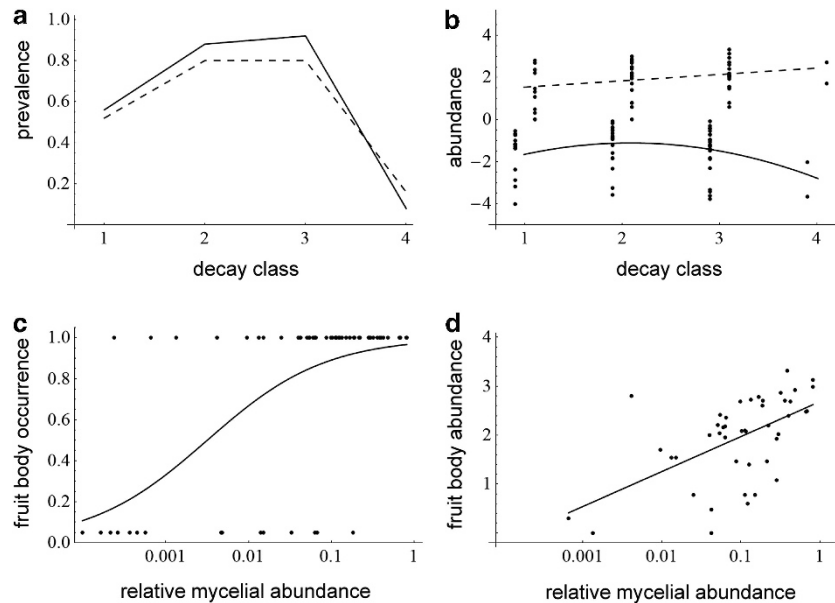 a
1.0
0.8
0.6
0.4
0.2
prevalence
1 2 3 4
decay class
b
4
2
0
−2
−4
abundance
1 2 3 4
decay class
c
1.0
0.8
0.6
0.4
0.2
0.0
fruit body occurrence
0.001 0.01 0.1 1
relative mycelial abundance
d
4
3
2
1
fruit body abundance
0.001 0.01 0.1 1
relative mycelial abundance